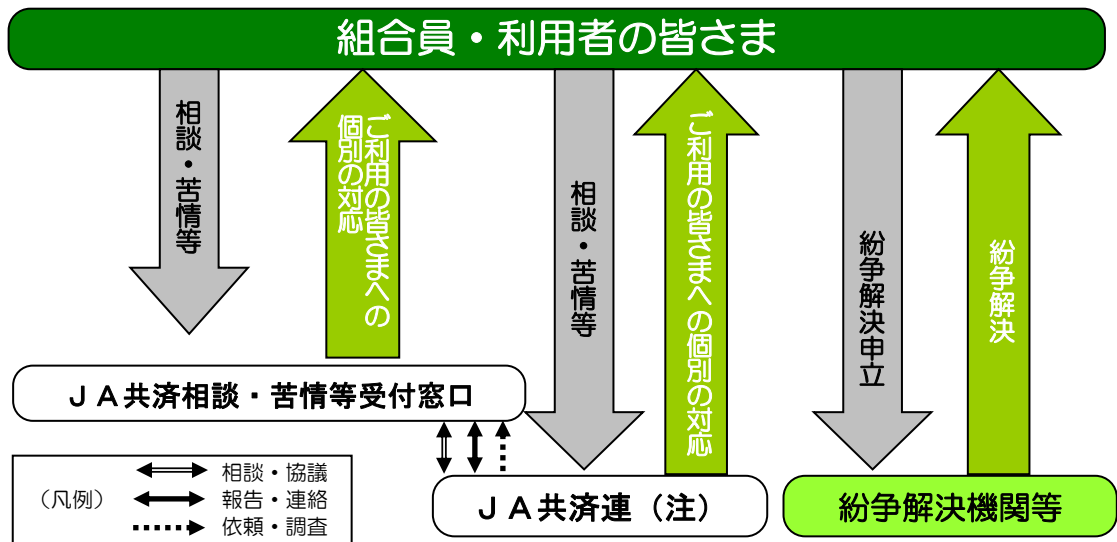 組合員・利用者の皆さま
相談・苦情等
ご利用の皆さまへの
個別の対応
相談・苦情等
ご利用の皆さまへの個別の対応
紛争解決申立
紛争解決
ＪＡ共済相談・苦情等受付窓口
ＪＡ共済連（注）
紛争解決機関等
（凡例）
相談・協議
報告・連絡
依頼・調査